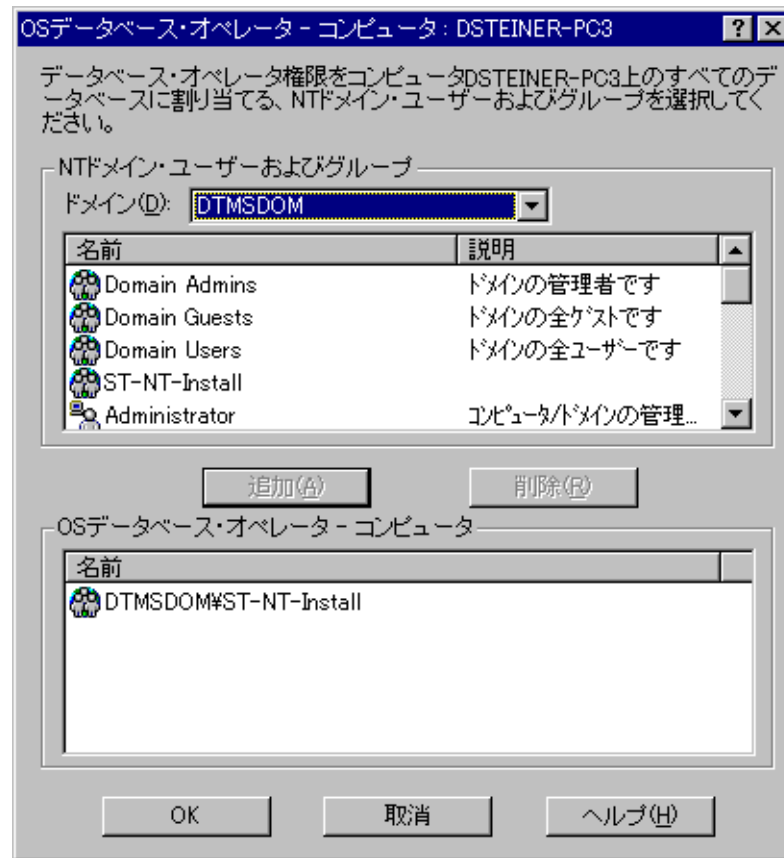 OSデータベース・オペレータ - コンピュータ : DSTEINER-PC3
データベース・オペレータ権限をコンピュータDSTEINER-PC3上のすべてのデ
ータベースに割り当てる、NTドメイン・ユーザーおよびグループを選択してく
ださい。
NTドメイン・ユーザーおよびグループ
ドメイン(D): DTMSDOM
名前 説明
Domain Admins ドメインの管理者です
Domain Guests ドメインの全ゲストです
Domain Users ドメインの全ユーザーです
ST-NT-Install
Administrator コンピュータ/ドメインの管理...
追加(A) 削除(R)
OSデータベース・オペレータ - コンピュータ
名前
DTMSDOM¥ST-NT-Install
OK 取消 ヘルプ(H)